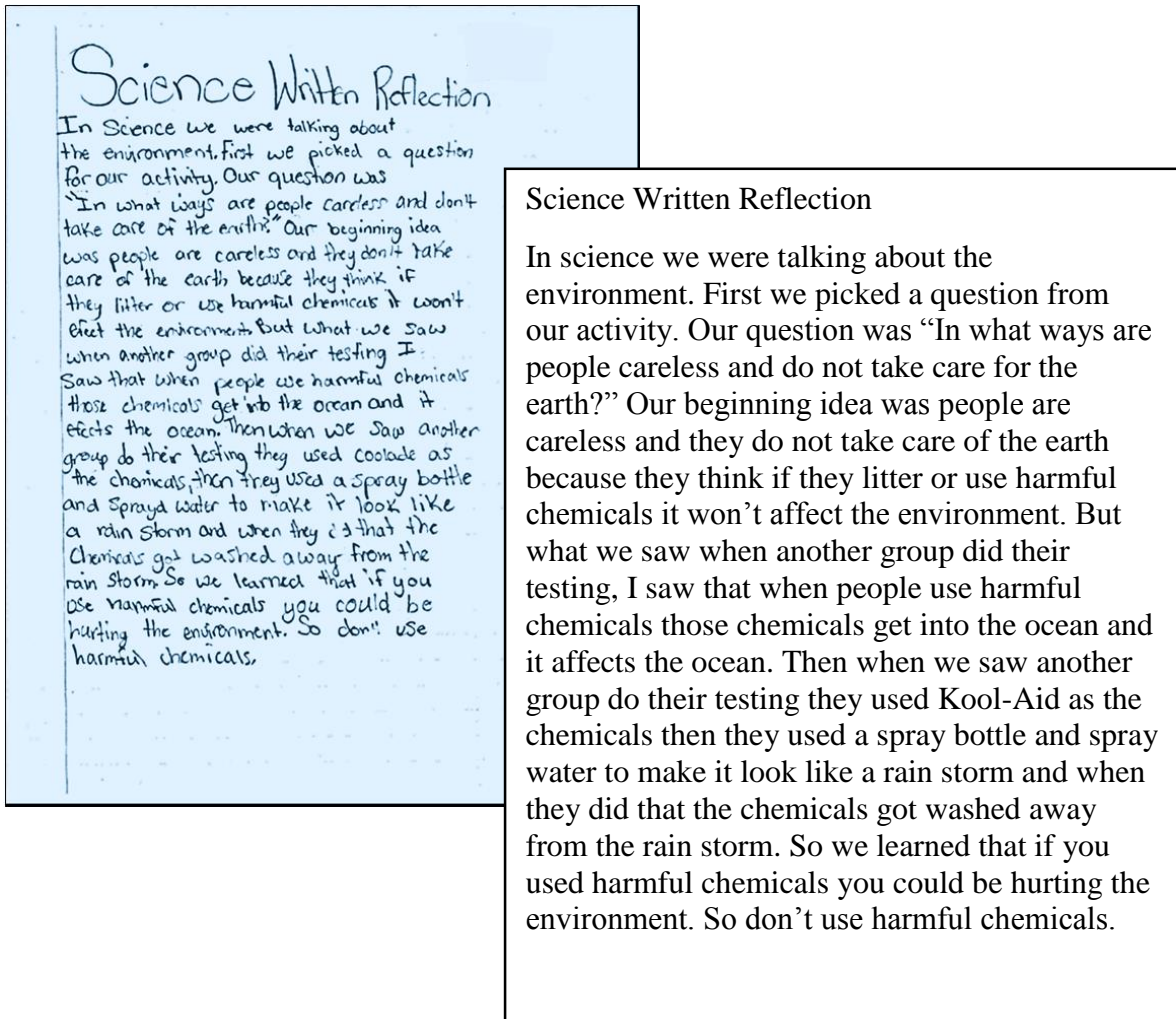 Science Written Reflection
In Science we were talking about
the environment. First we picked a question
for our activity. Our question was
"In what ways are people careless and don't
take care of the earth?" Our beginning idea
was people are careless and they don't take
care of the earth because they think if
they litter or use harmful chemicals it won't
efect the environment. But what we saw
when another group did their testing I
Saw that when people use harmful chemicals
those chemicals get into the ocean and it
efects the ocean. Then when we saw another
group do their testing they used coolade as
the chemicals, then they used a spray bottle
and sprayd water to make it look like
a rain storm and when they did that the
Chemicals got washed away from the
rain storm. So we learned that if you
use harmful chemicals you could be
hurting the environment. So don't use
harmful chemicals.
Science Written Reflection
In science we were talking about the
environment. First we picked a question from
our activity. Our question was “In what ways are
people careless and do not take care for the
earth?” Our beginning idea was people are
careless and they do not take care of the earth
because they think if they litter or use harmful
chemicals it won’t affect the environment. But
what we saw when another group did their
testing, I saw that when people use harmful
chemicals those chemicals get into the ocean and
it affects the ocean. Then when we saw another
group do their testing they used Kool-Aid as the
chemicals then they used a spray bottle and spray
water to make it look like a rain storm and when
they did that the chemicals got washed away
from the rain storm. So we learned that if you
used harmful chemicals you could be hurting the
environment. So don’t use harmful chemicals.